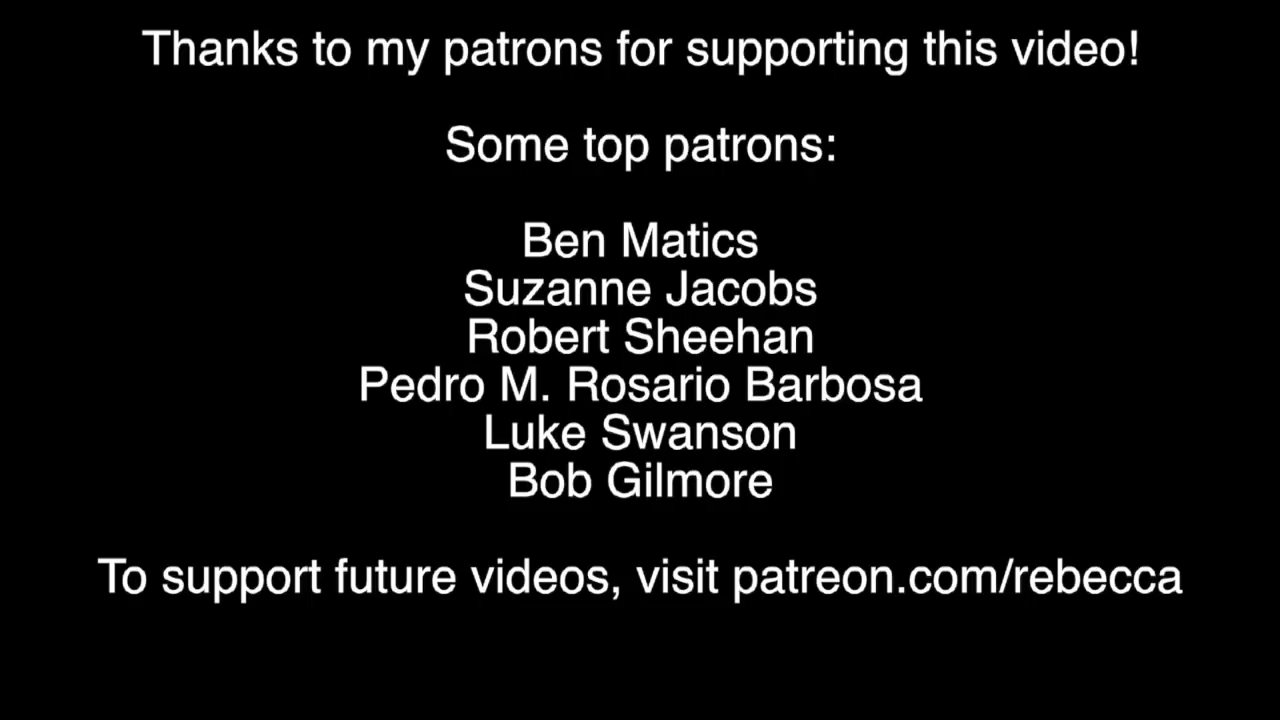 Thanks to my patrons for supporting this video!
Some top patrons:
Ben Matics
Suzanne Jacobs
Robert Sheehan
Pedro M. Rosario Barbosa
Luke Swanson
Bob Gilmore
To support future videos, visit patreon.com/rebecca